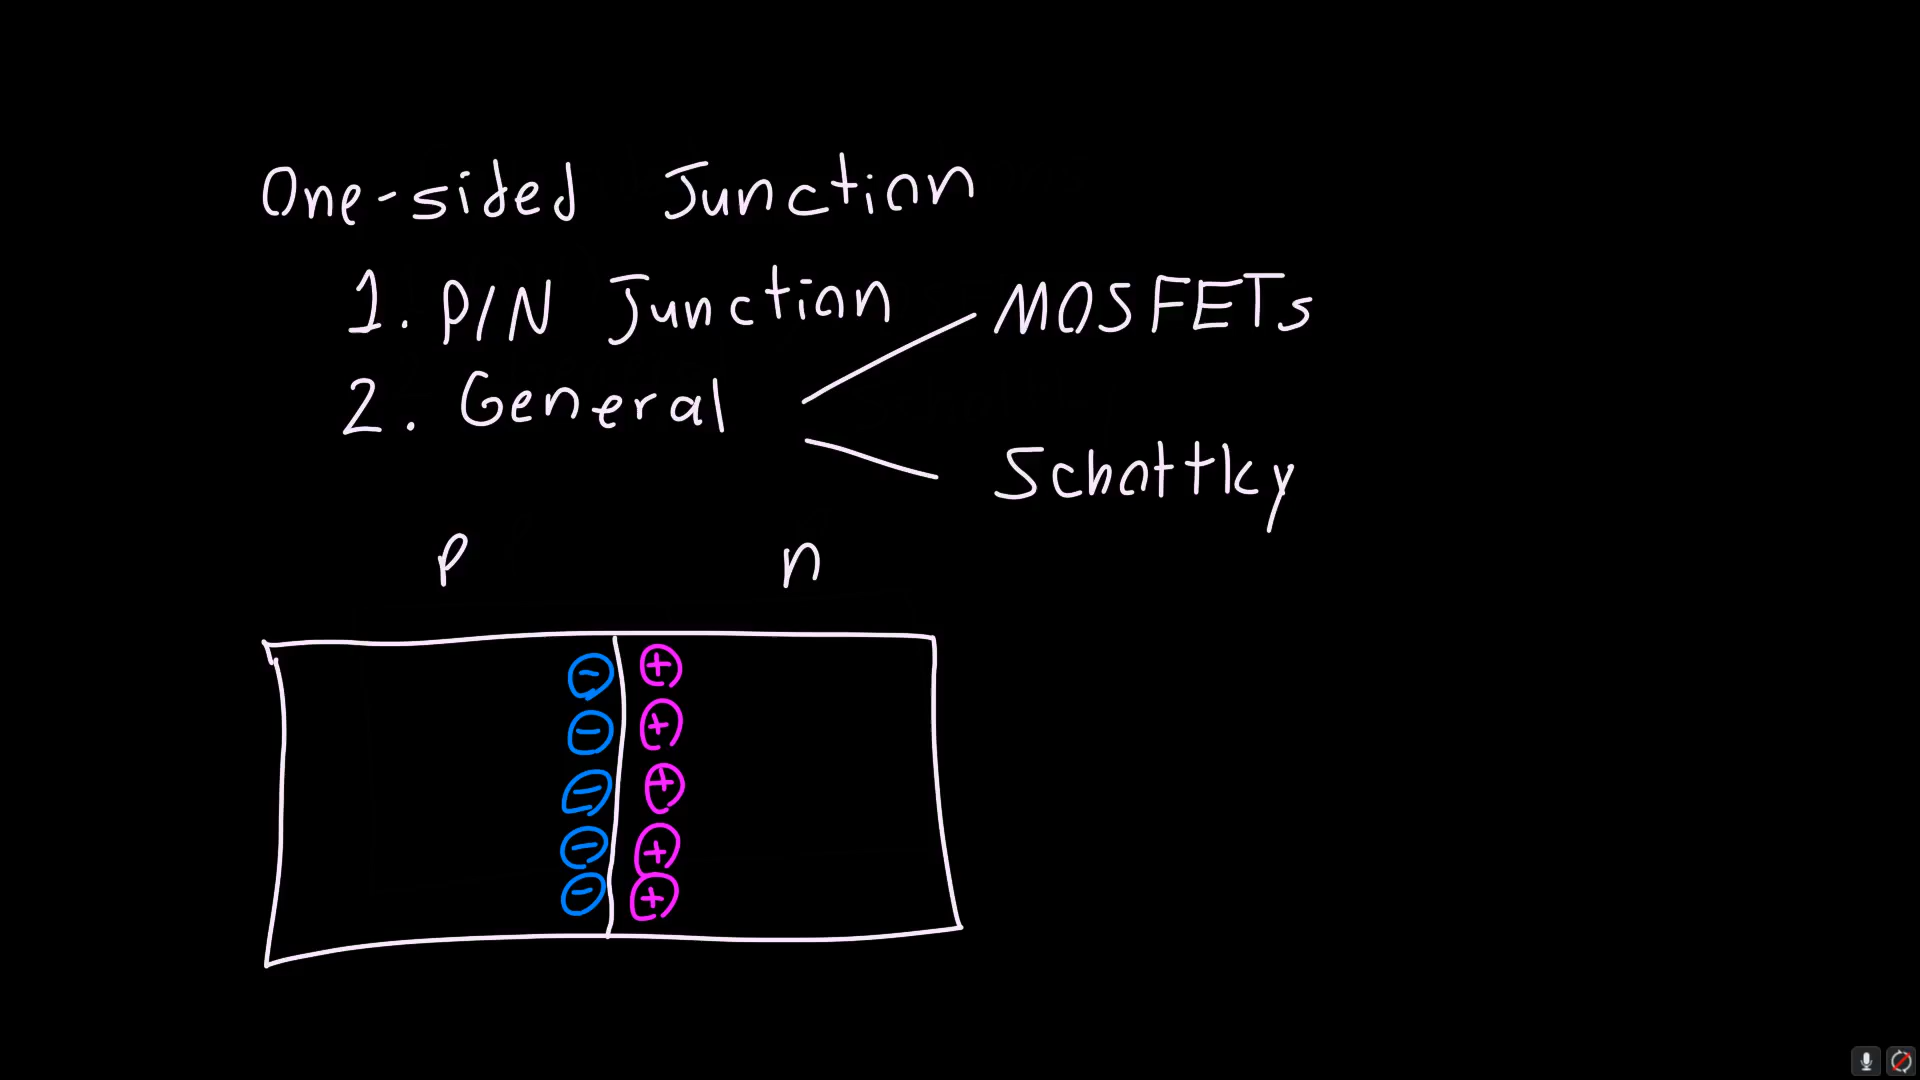 One-sided Junction
1. P/N Junction
2. General
MOSFETs
Schottky
p n
- +
- +
- +
- +
- +